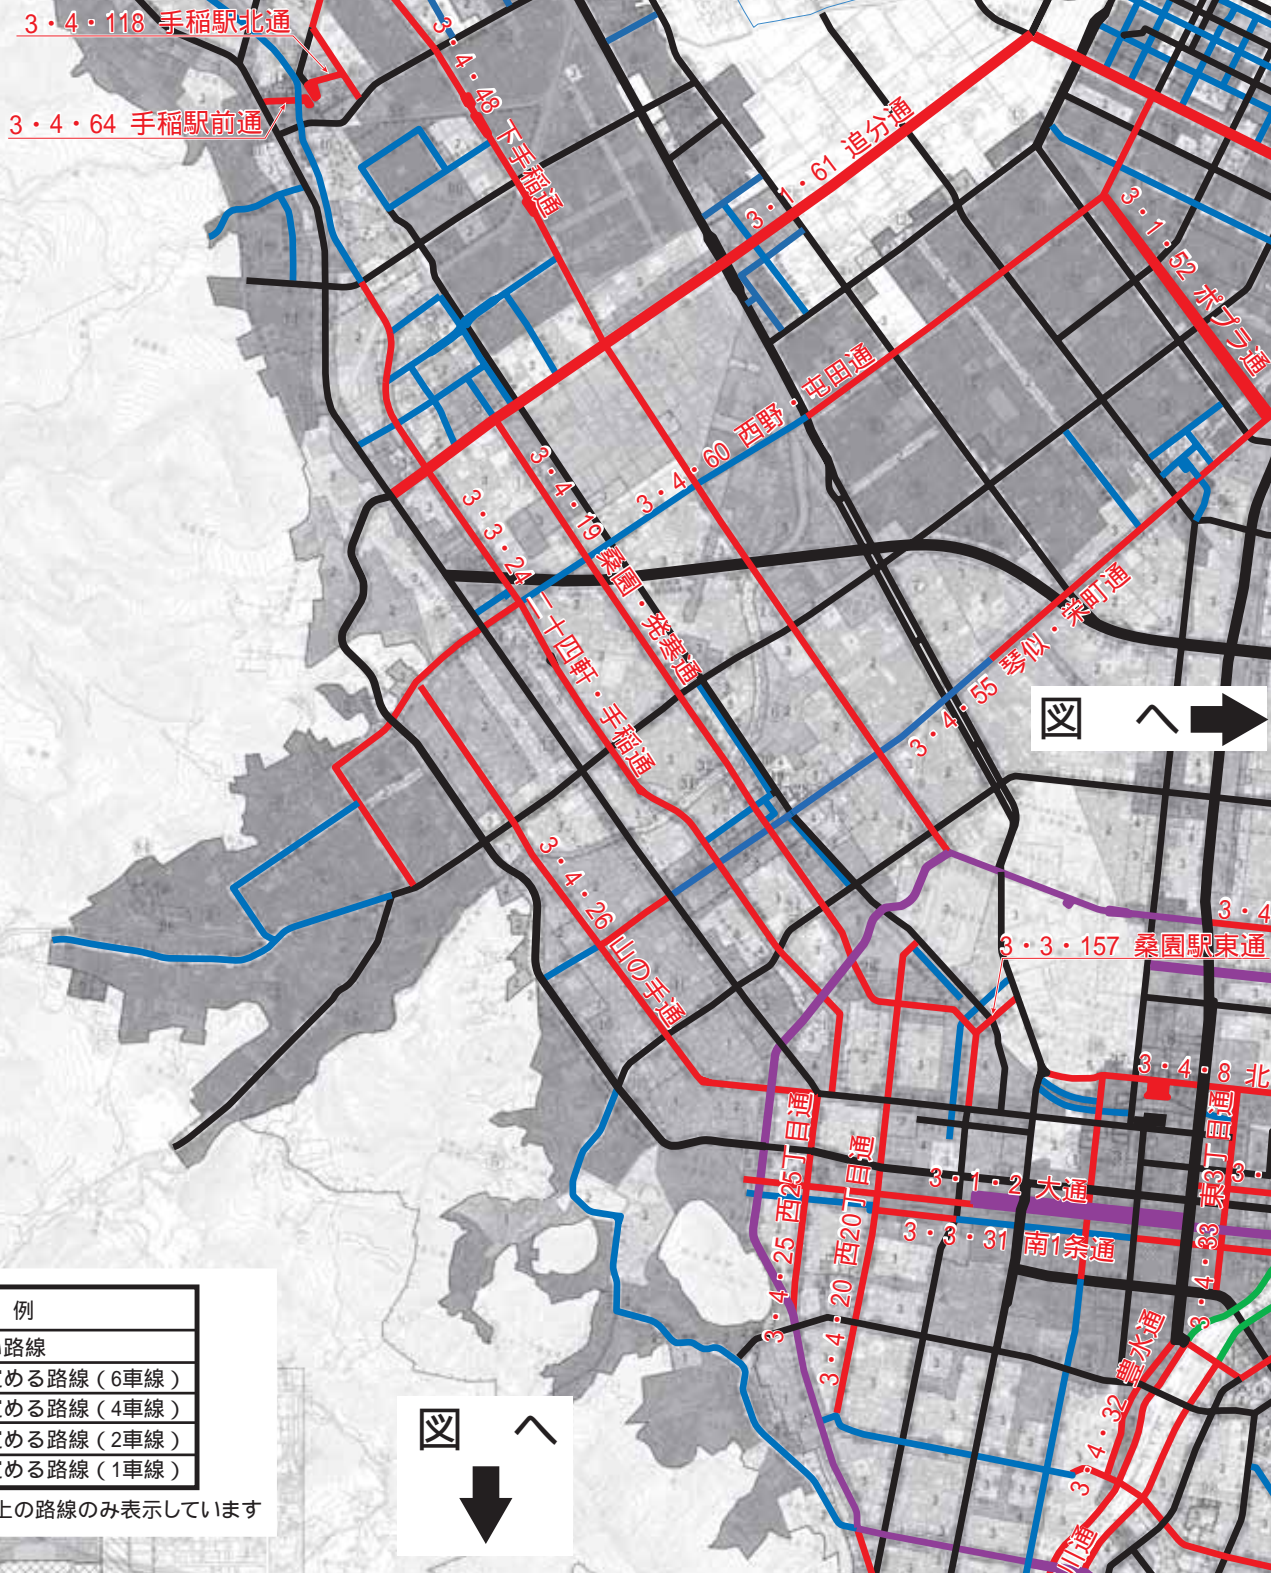 3・4・118 手稲駅北通
3・4・64 手稲駅前通
3・4・48 下手稲通
3・1・61 追分通
3・1・52 ポプラ通
3・4・60 西野・屯田通
3・4・19 桑園・発寒通
3・3・24 二十四軒・手稲通
3・4・55 琴似・栄町通
図 へ
3・4・26 山の手通
3・4
3・3・157 桑園駅東通
3・4・8 北
3・1・2 大通
3・
3・3・31 南1条通
3・4・25 西25丁目通
3・4・20 西20丁目通
3・4・33 東3丁目通
3・4・32 豊水通
川通
例
路線
める路線(6車線)
める路線(4車線)
める路線(2車線)
める路線(1車線)
上の路線のみ表示しています
図 へ